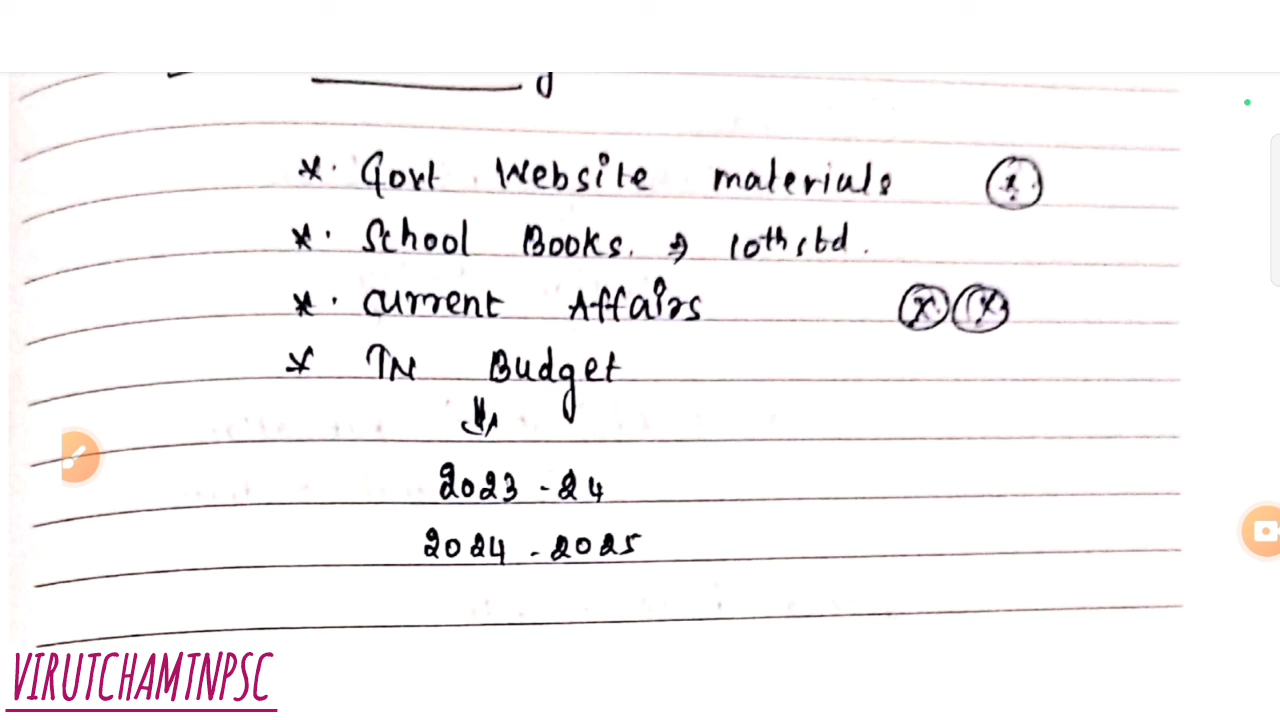 * . Govt Website materials *
* . School Books. ⇒ 10th std.
* . Current Affairs * *
* TN Budget
⇓
2023 - 24
2024 - 2025
VIRUTCHAMTNPSC